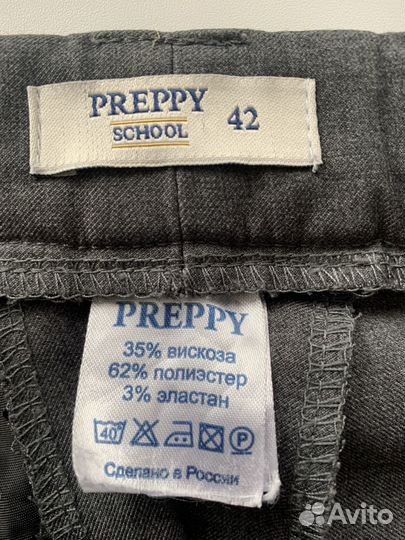 PREPPY
SCHOOL 42
PREPPY
35% вискоза
62% полиэстер
3% эластан
40 P
Сделано в России
Avito